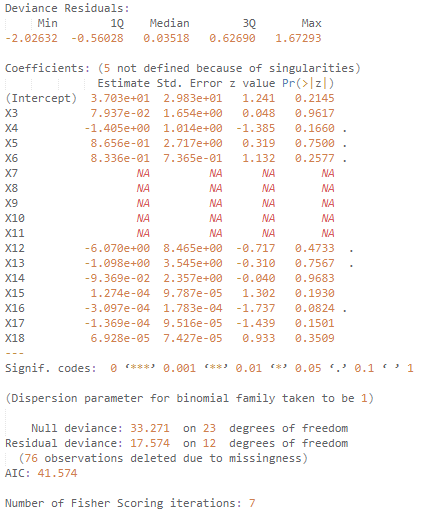 Deviance Residuals:
     Min       1Q   Median       3Q      Max
-2.02632 -0.56028  0.03518  0.62690  1.67293
Coefficients: (5 not defined because of singularities)
              Estimate Std. Error z value Pr(>|z|)
(Intercept)  3.703e+01  2.983e+01   1.241   0.2145
X3           7.937e-02  1.654e+00   0.048   0.9617
X4          -1.405e+00  1.014e+00  -1.385   0.1660 .
X5           8.656e-01  2.717e+00   0.319   0.7500 .
X6           8.336e-01  7.365e-01   1.132   0.2577 .
X7                  NA         NA      NA       NA
X8                  NA         NA      NA       NA
X9                  NA         NA      NA       NA
X10                 NA         NA      NA       NA
X11                 NA         NA      NA       NA
X12         -6.070e+00  8.465e+00  -0.717   0.4733  .
X13         -1.098e+00  3.545e+00  -0.310   0.7567  .
X14         -9.369e-02  2.357e+00  -0.040   0.9683
X15          1.274e-04  9.787e-05   1.302   0.1930
X16         -3.097e-04  1.783e-04  -1.737   0.0824 .
X17         -1.369e-04  9.516e-05  -1.439   0.1501
X18          6.928e-05  7.427e-05   0.933   0.3509
---
Signif. codes:  0 ‘***’ 0.001 ‘**’ 0.01 ‘*’ 0.05 ‘.’ 0.1 ‘ ’ 1
(Dispersion parameter for binomial family taken to be 1)
    Null deviance: 33.271  on 23  degrees of freedom
Residual deviance: 17.574  on 12  degrees of freedom
  (76 observations deleted due to missingness)
AIC: 41.574
Number of Fisher Scoring iterations: 7